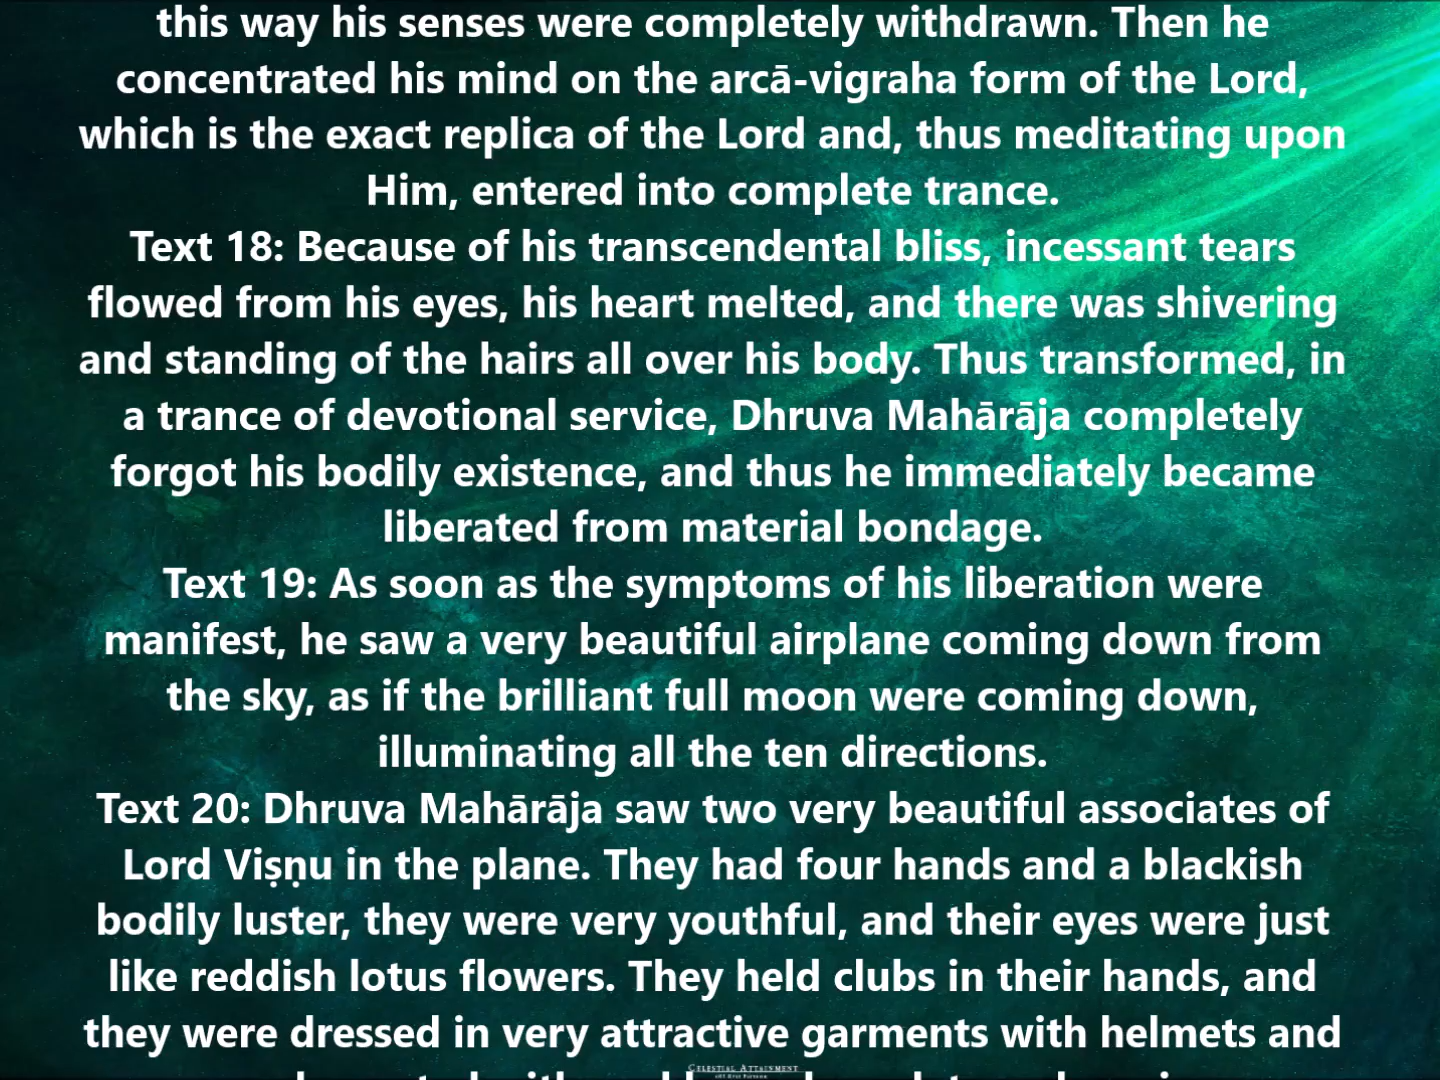 this way his senses were completely withdrawn. Then he
concentrated his mind on the arcā-vigraha form of the Lord,
which is the exact replica of the Lord and, thus meditating upon
Him, entered into complete trance.
Text 18: Because of his transcendental bliss, incessant tears
flowed from his eyes, his heart melted, and there was shivering
and standing of the hairs all over his body. Thus transformed, in
a trance of devotional service, Dhruva Mahārāja completely
forgot his bodily existence, and thus he immediately became
liberated from material bondage.
Text 19: As soon as the symptoms of his liberation were
manifest, he saw a very beautiful airplane coming down from
the sky, as if the brilliant full moon were coming down,
illuminating all the ten directions.
Text 20: Dhruva Mahārāja saw two very beautiful associates of
Lord Viṣṇu in the plane. They had four hands and a blackish
bodily luster, they were very youthful, and their eyes were just
like reddish lotus flowers. They held clubs in their hands, and
they were dressed in very attractive garments with helmets and
Celestial Attainment